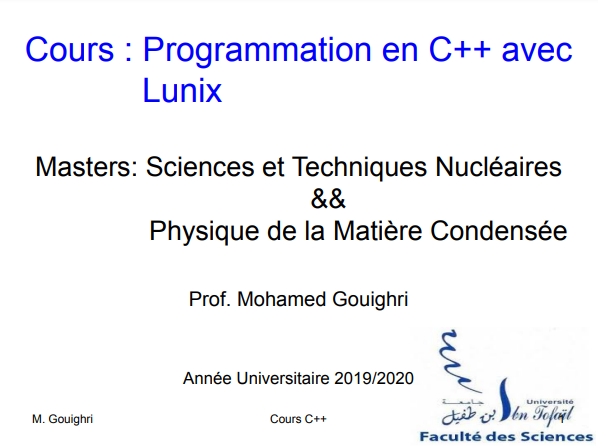 Cours : Programmation en C++ avec
Lunix
Masters: Sciences et Techniques Nucléaires
&&
Physique de la Matière Condensée
Prof. Mohamed Gouighri
Année Universitaire 2019/2020
M. Gouighri
Cours C++
Université
جامعة
ابن طفيل
Ibn Tofaïl
Faculté des Sciences